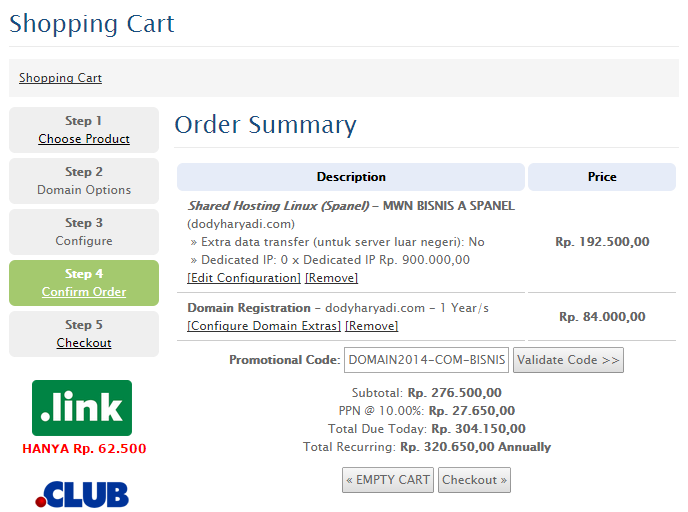 Shopping Cart
Shopping Cart
Step 1
Choose Product
Step 2
Domain Options
Step 3
Configure
Step 4
Confirm Order
Step 5
Checkout
.link
HANYA Rp. 62.500
.CLUB
Order Summary
Description Price
Shared Hosting Linux (Spanel) - MWN BISNIS A SPANEL
(dodyharyadi.com)
» Extra data transfer (untuk server luar negeri): No
» Dedicated IP: 0 x Dedicated IP Rp. 900.000,00
[Edit Configuration] [Remove]
Rp. 192.500,00
Domain Registration - dodyharyadi.com - 1 Year/s
[Configure Domain Extras] [Remove]
Rp. 84.000,00
Promotional Code: DOMAIN2014-COM-BISNIS Validate Code >>
Subtotal: Rp. 276.500,00
PPN @ 10.00%: Rp. 27.650,00
Total Due Today: Rp. 304.150,00
Total Recurring: Rp. 320.650,00 Annually
« EMPTY CART Checkout »